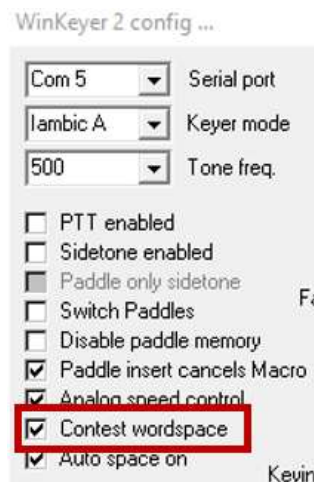 WinKeyer 2 config ...
Com 5 Serial port
Iambic A Keyer mode
500 Tone freq.
PTT enabled
Sidetone enabled
Paddle only sidetone
Switch Paddles
Disable paddle memory
Paddle insert cancels Macro
Analog speed control
Contest wordspace
Auto space on